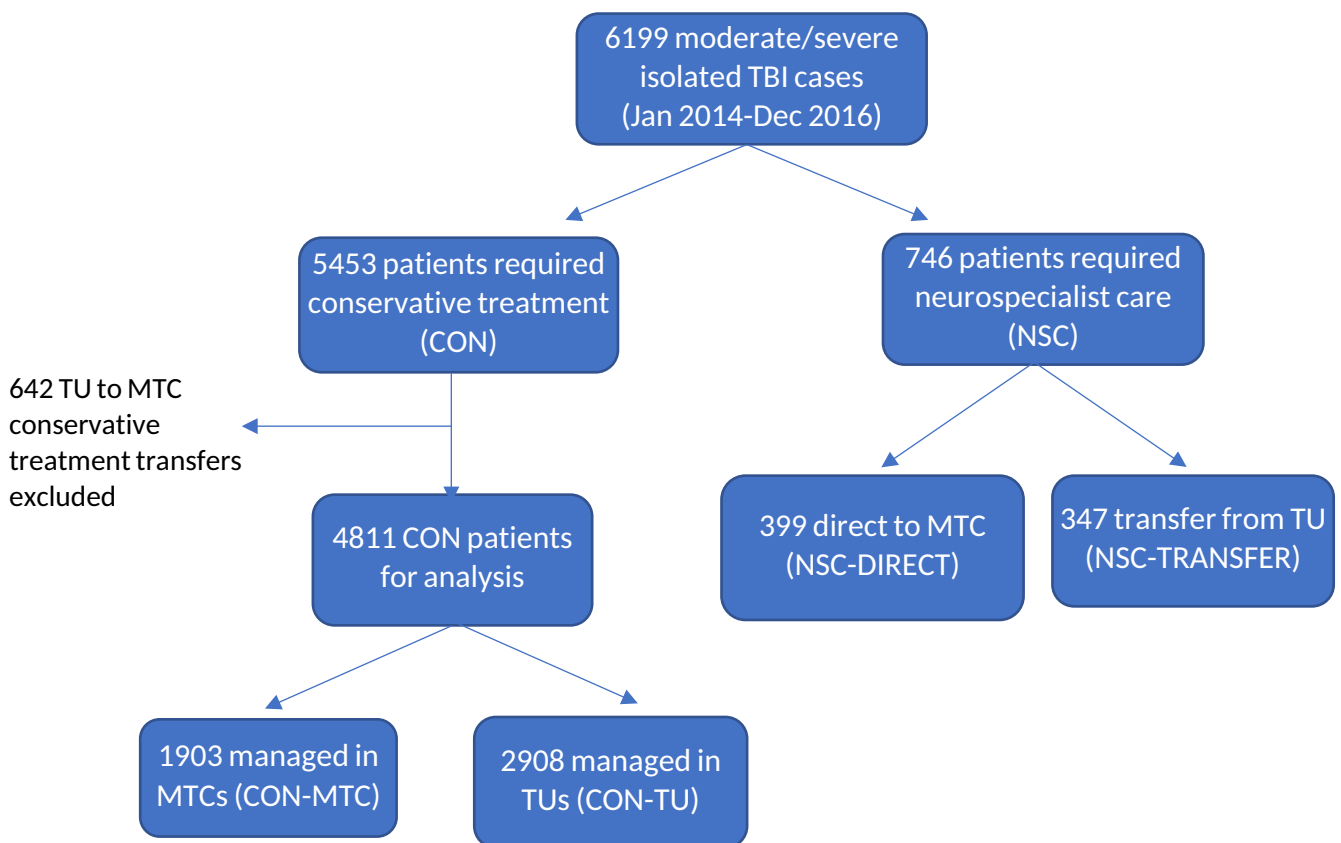 6199 moderate/severe
isolated TBI cases
(Jan 2014-Dec 2016)
5453 patients required
conservative treatment
(CON)
746 patients required
neurospecialist care
(NSC)
642 TU to MTC
conservative
treatment transfers
excluded
4811 CON patients
for analysis
399 direct to MTC
(NSC-DIRECT)
347 transfer from TU
(NSC-TRANSFER)
1903 managed in
MTCs (CON-MTC)
2908 managed in
TUs (CON-TU)